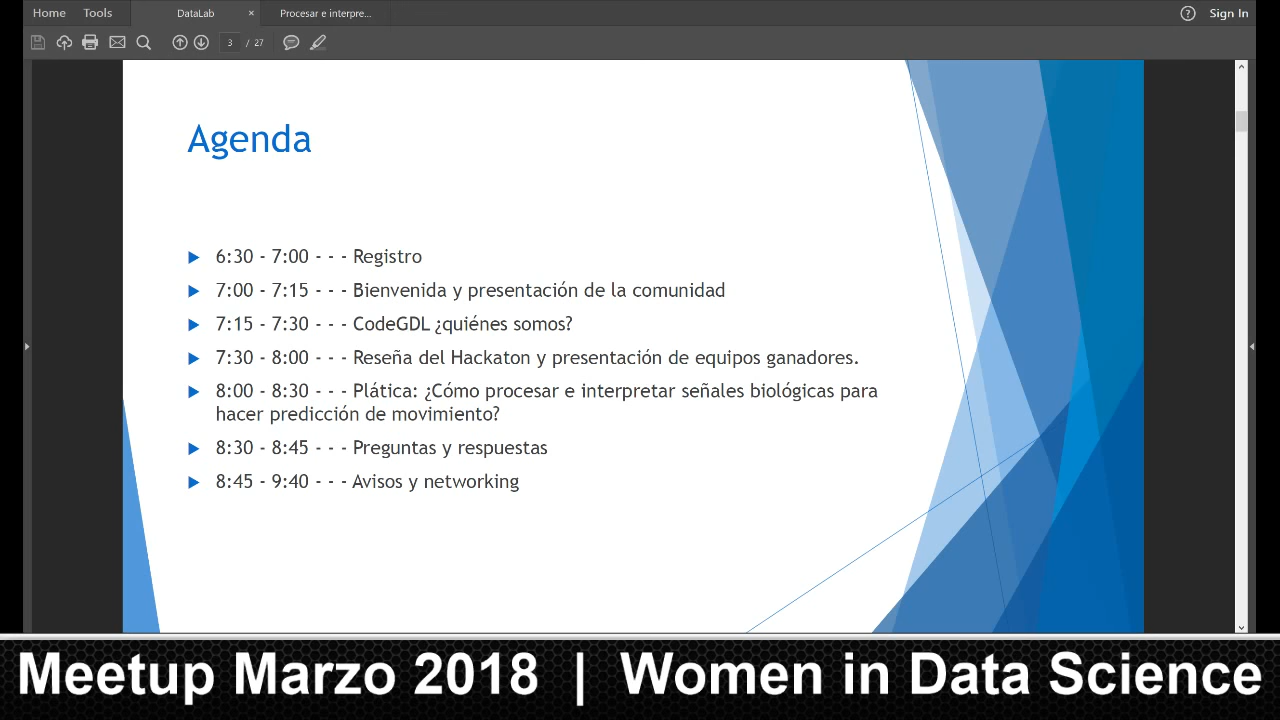 Home Tools DataLab × Procesar e interpre... ? Sign In
3 / 27
Agenda
6:30 - 7:00 - - - Registro
7:00 - 7:15 - - - Bienvenida y presentación de la comunidad
7:15 - 7:30 - - - CodeGDL ¿quiénes somos?
7:30 - 8:00 - - - Reseña del Hackaton y presentación de equipos ganadores.
8:00 - 8:30 - - - Plática: ¿Cómo procesar e interpretar señales biológicas para
hacer predicción de movimiento?
8:30 - 8:45 - - - Preguntas y respuestas
8:45 - 9:40 - - - Avisos y networking
Meetup Marzo 2018 | Women in Data Science